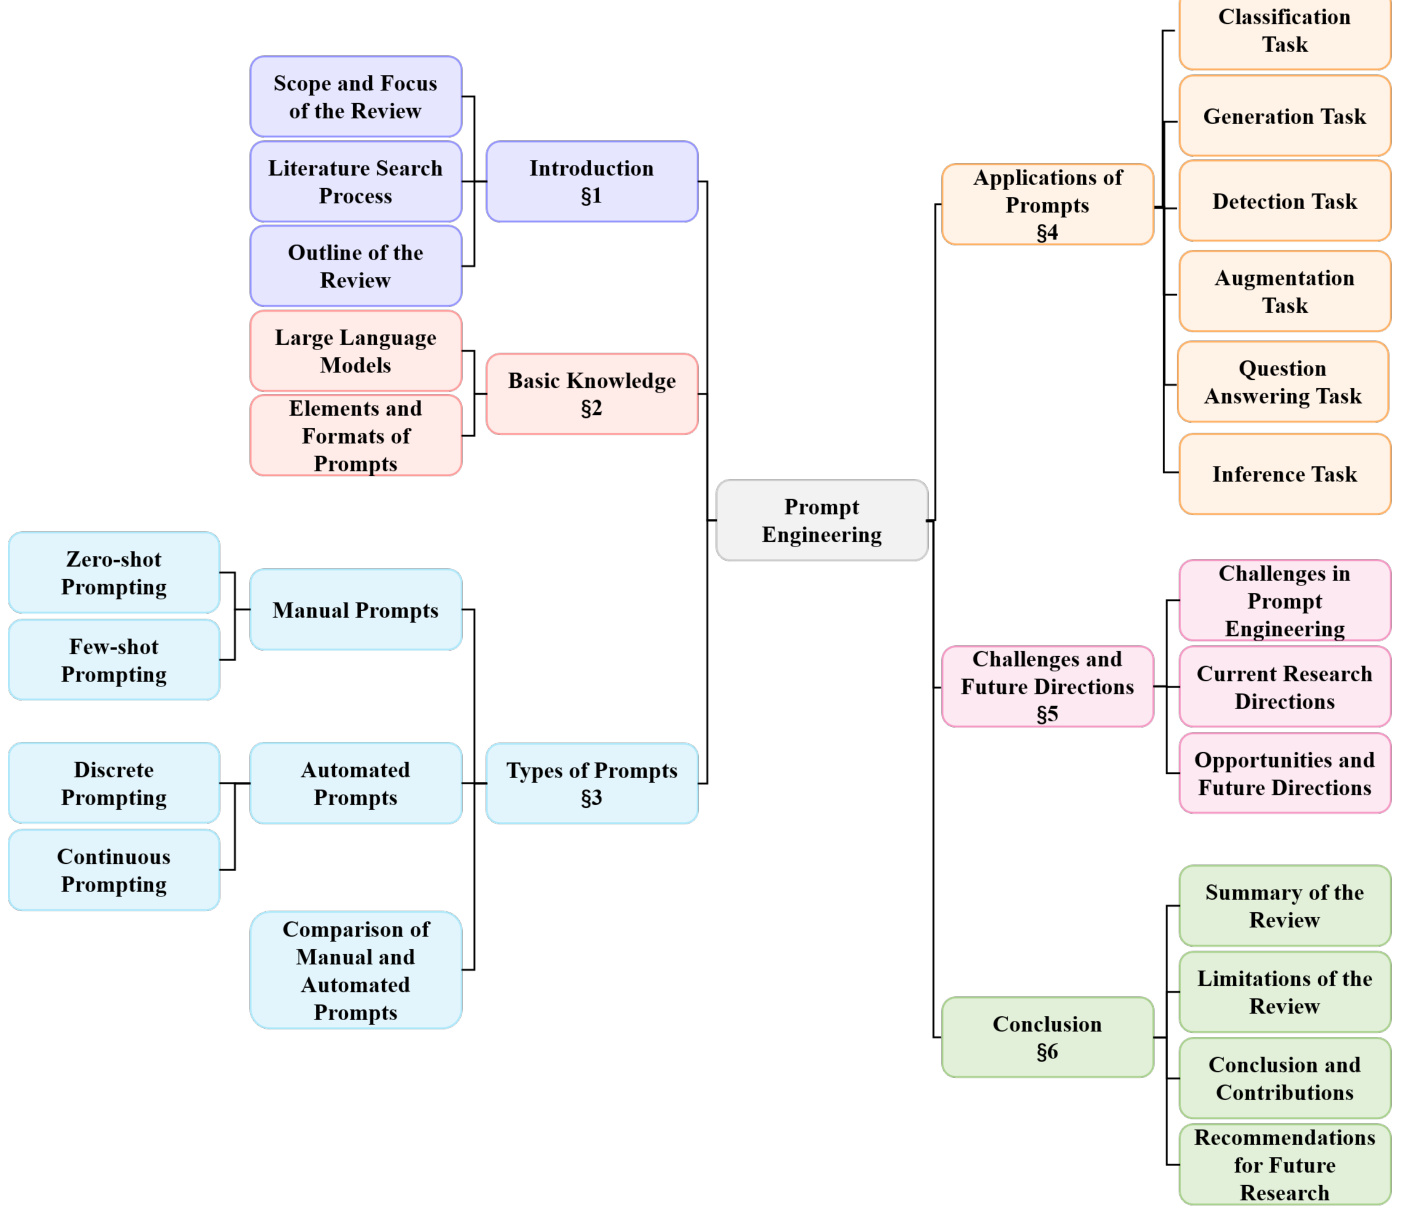 Scope and Focus
of the Review
Literature Search
Process
Outline of the
Review
Introduction
§1
Large Language
Models
Elements and
Formats of
Prompts
Basic Knowledge
§2
Zero-shot
Prompting
Few-shot
Prompting
Manual Prompts
Discrete
Prompting
Continuous
Prompting
Automated
Prompts
Comparison of
Manual and
Automated
Prompts
Types of Prompts
§3
Prompt
Engineering
Applications of
Prompts
§4
Classification
Task
Generation Task
Detection Task
Augmentation
Task
Question
Answering Task
Inference Task
Challenges and
Future Directions
§5
Challenges in
Prompt
Engineering
Current Research
Directions
Opportunities and
Future Directions
Conclusion
§6
Summary of the
Review
Limitations of the
Review
Conclusion and
Contributions
Recommendations
for Future
Research